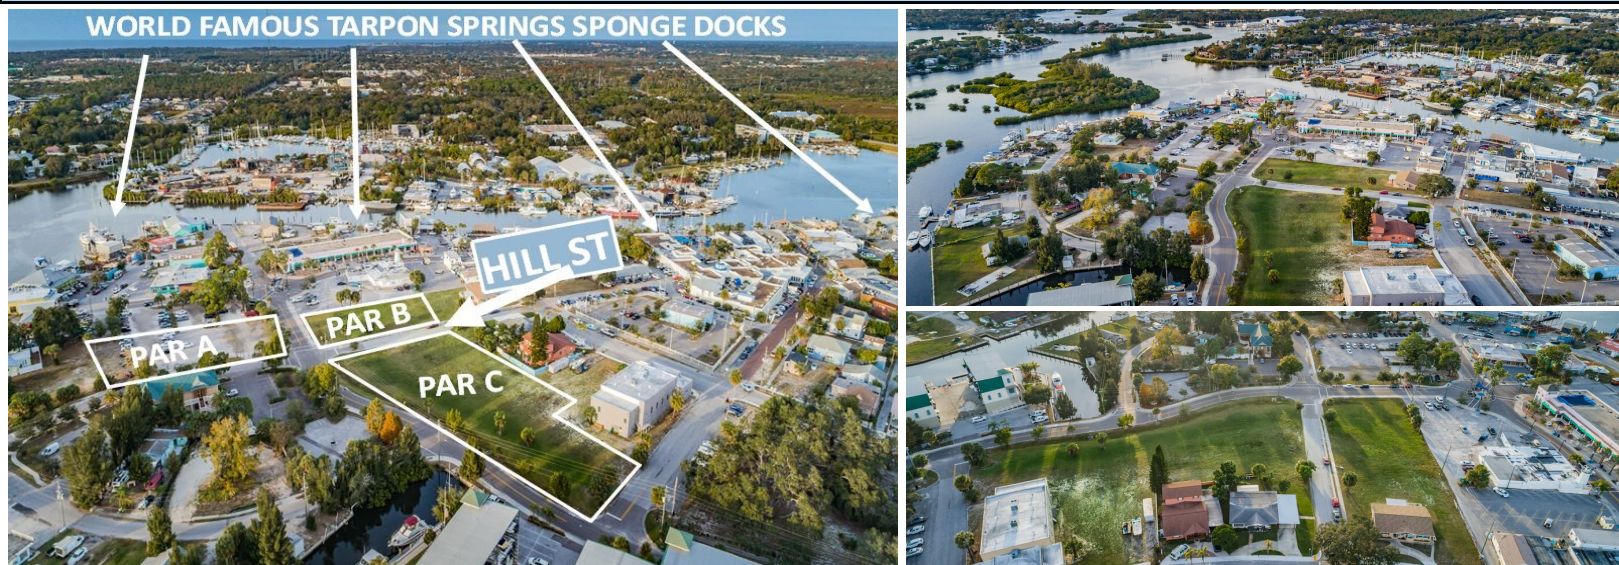 WORLD FAMOUS TARPON SPRINGS SPONGE DOCKS
HILL ST
PAR B
PAR A
PAR C